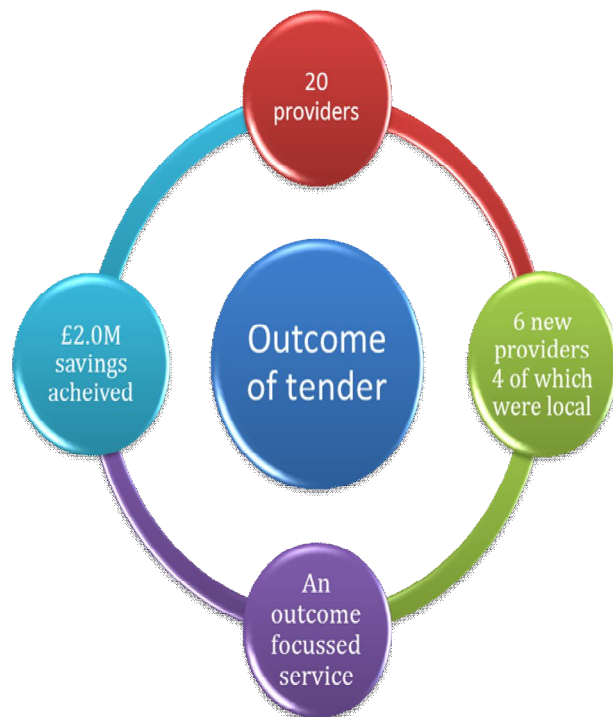 20
providers
£2.0M
savings
acheived
Outcome
of tender
6 new
providers
4 of which
were local
An
outcome
focussed
service